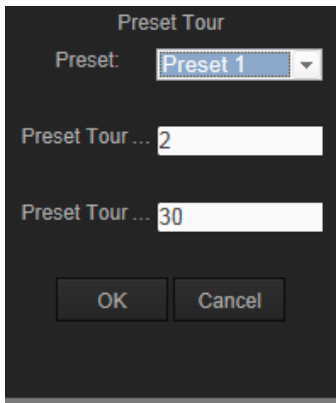 Preset Tour
Preset: Preset 1
Preset Tour ... 2
Preset Tour ... 30
OK Cancel